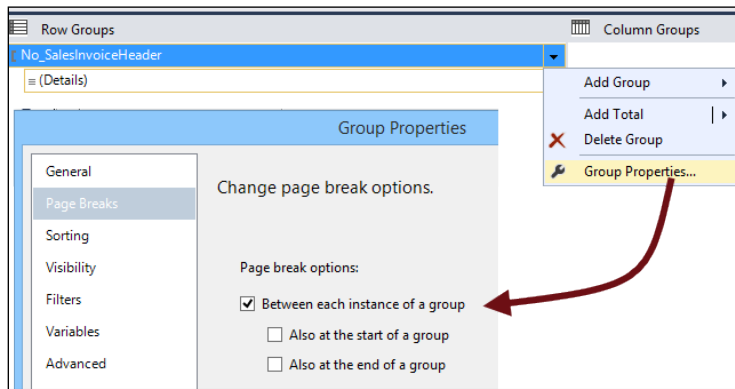 Row Groups
Column Groups
No_SalesInvoiceHeader
(Details)
Add Group
Add Total
Delete Group
Group Properties...
Group Properties
General
Page Breaks
Sorting
Visibility
Filters
Variables
Advanced
Change page break options.
Page break options:
Between each instance of a group
Also at the start of a group
Also at the end of a group